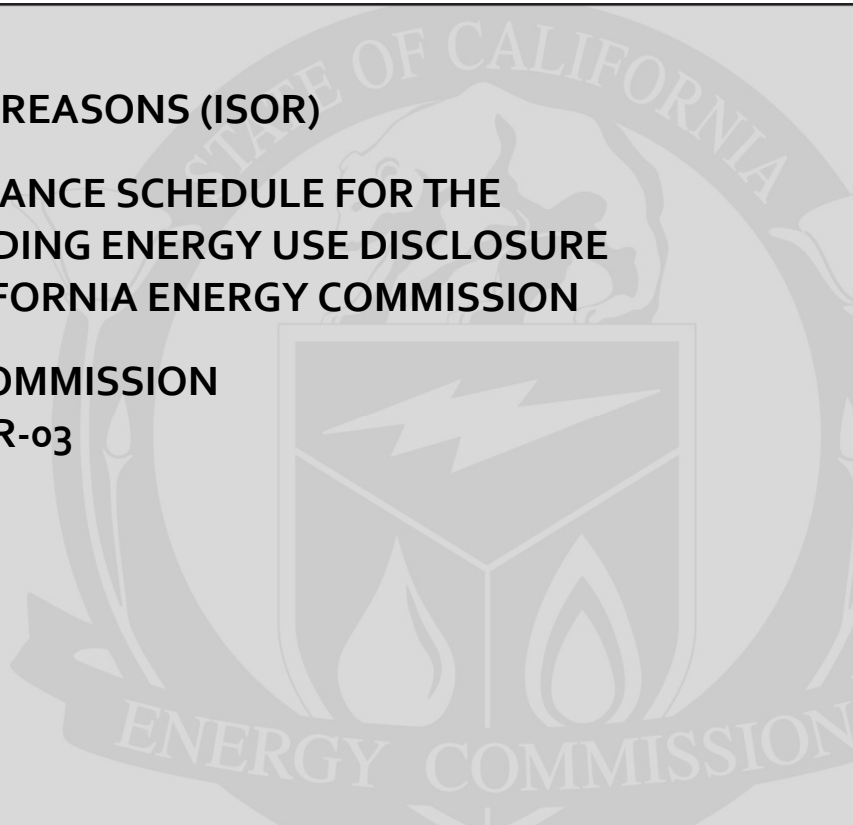 REASONS (ISOR)
ANCE SCHEDULE FOR THE
DING ENERGY USE DISCLOSURE
FORNIA ENERGY COMMISSION
OMMISSION
R-03
STATE OF CALIFORNIA
ENERGY COMMISSION